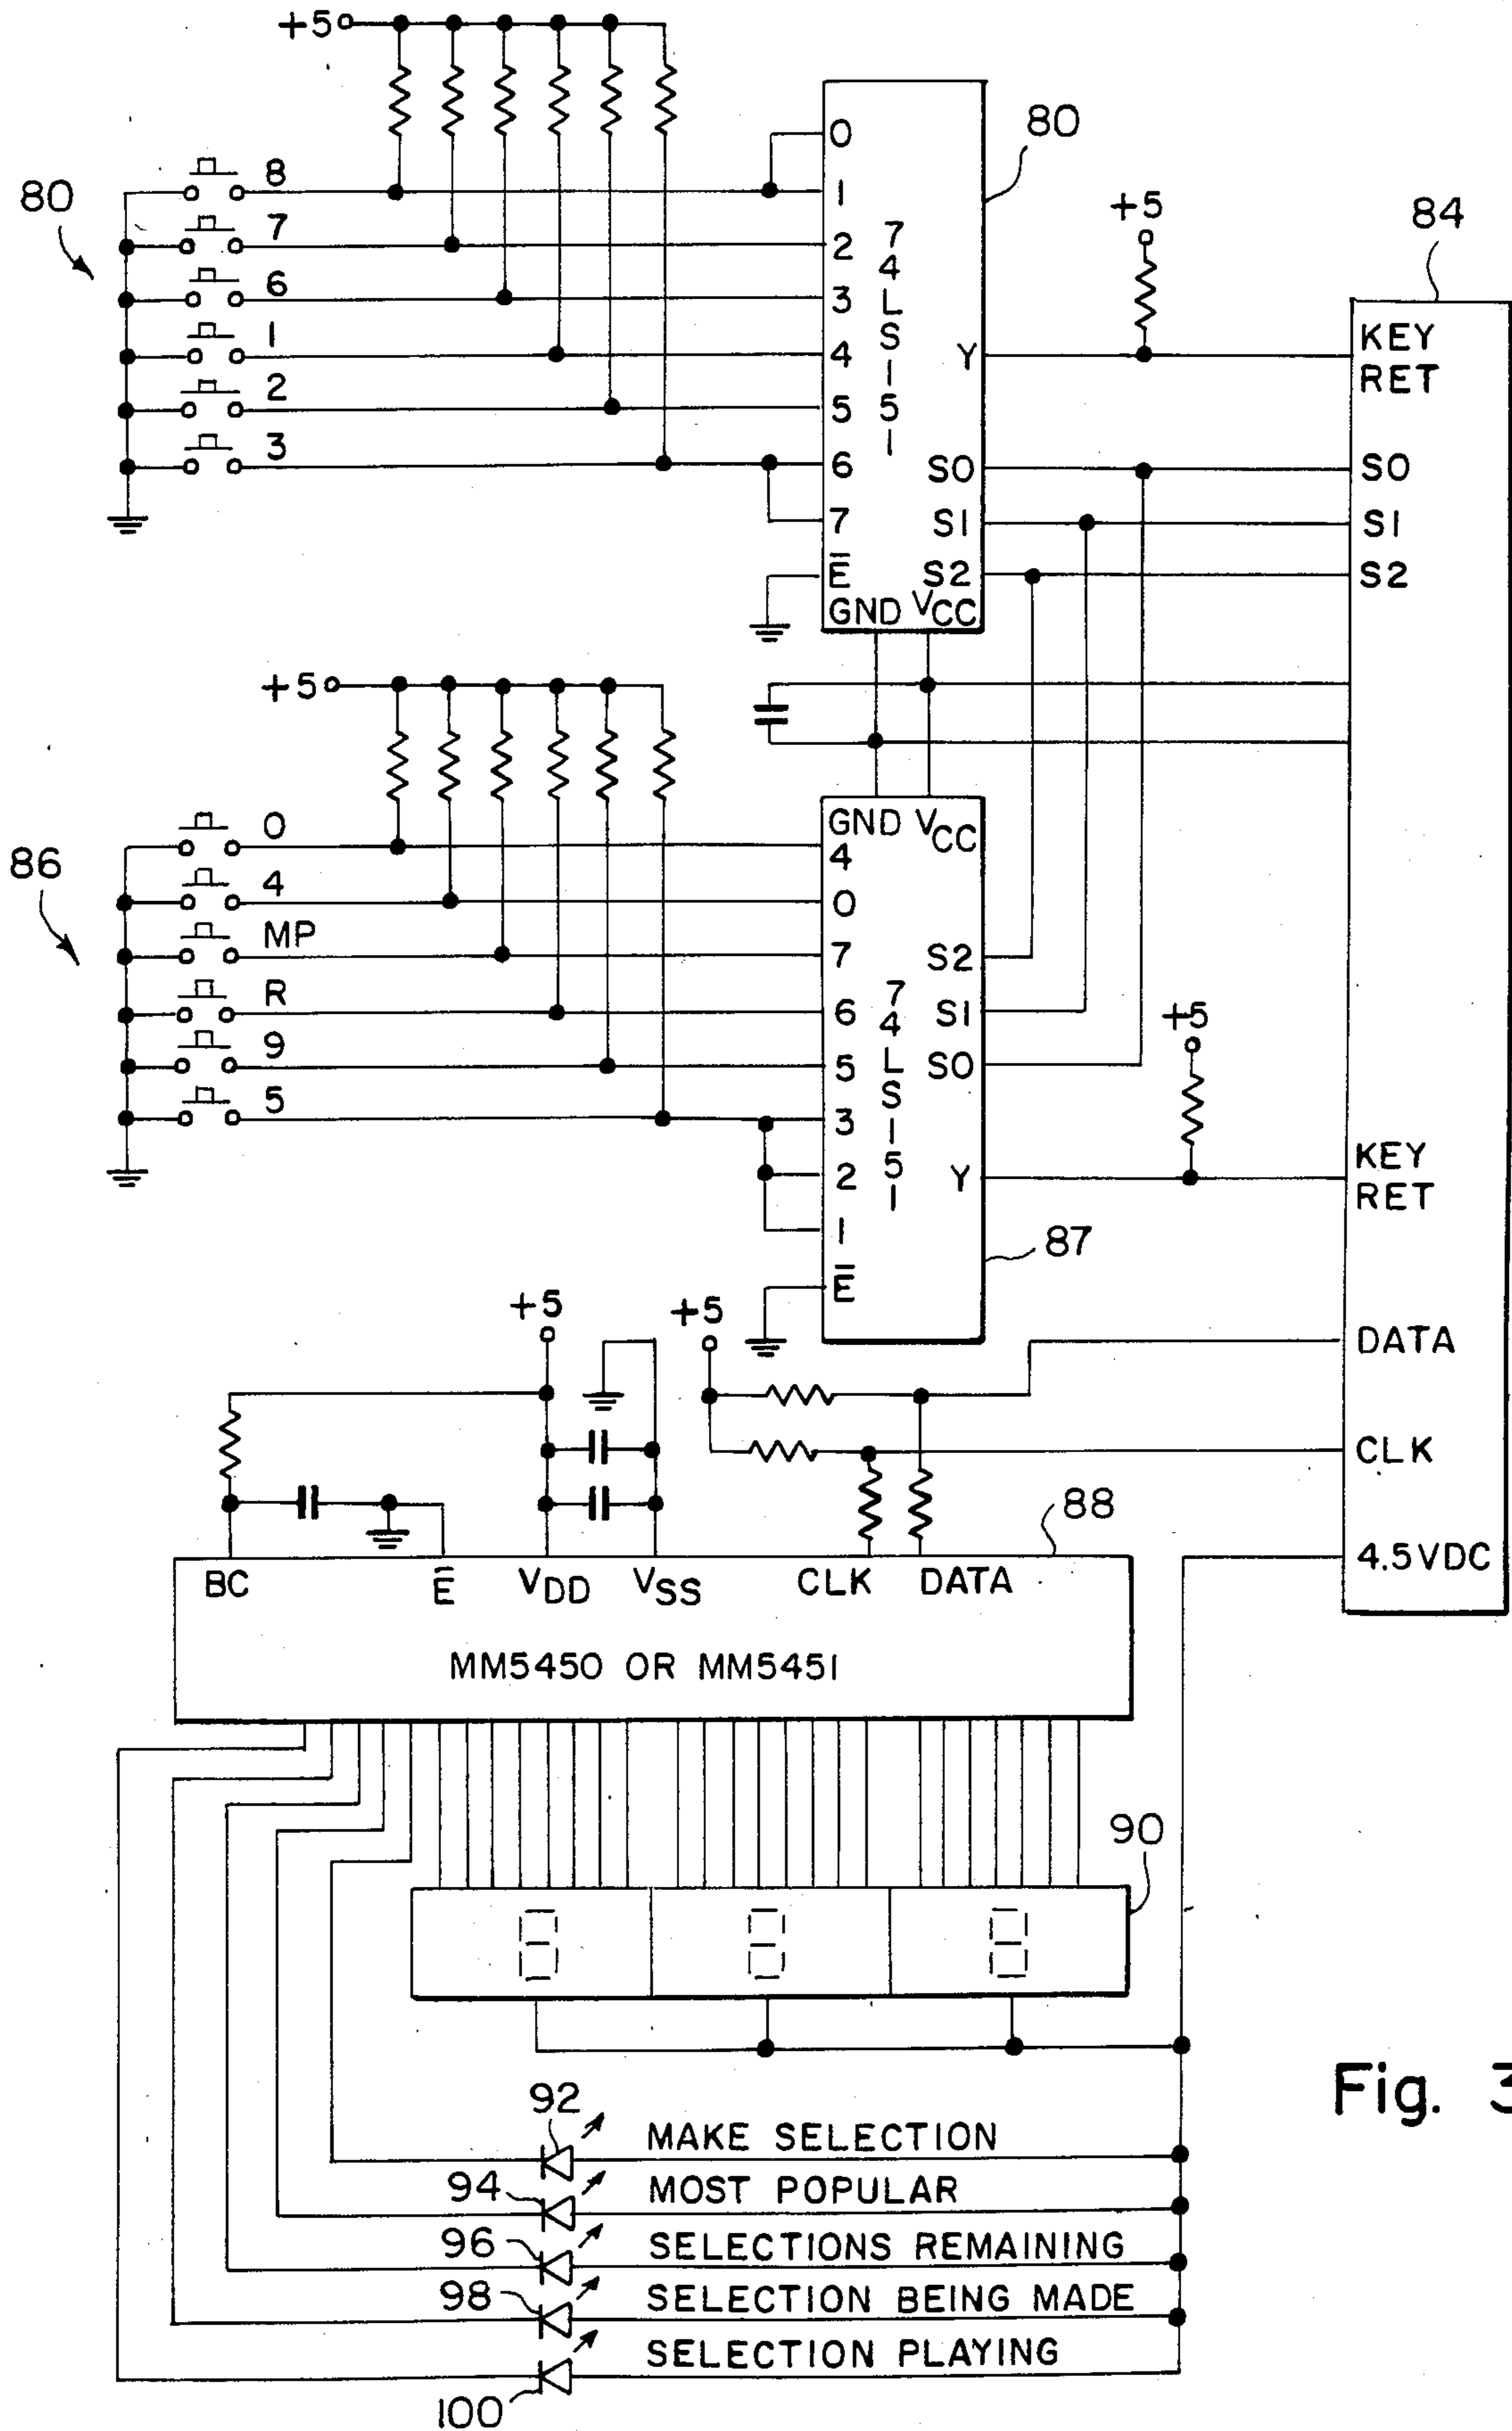 +5
80
8
7
6
1
2
3
0
1
2
3
4
5
6
7
E̅
GND VCC
74LS151
Y
S0
S1
S2
80
+5
84
KEY
RET
S0
S1
S2
+5
86
0
4
MP
R
9
5
GND VCC
4
0
7
6
5
3
2
1
E̅
74LS151
S2
S1
S0
Y
87
+5
KEY
RET
DATA
CLK
4.5VDC
+5
+5
88
BC
E̅
VDD
VSS
CLK
DATA
MM5450 OR MM5451
90
8 8 8
92
MAKE SELECTION
94
MOST POPULAR
96
SELECTIONS REMAINING
98
SELECTION BEING MADE
100
SELECTION PLAYING
Fig. 3